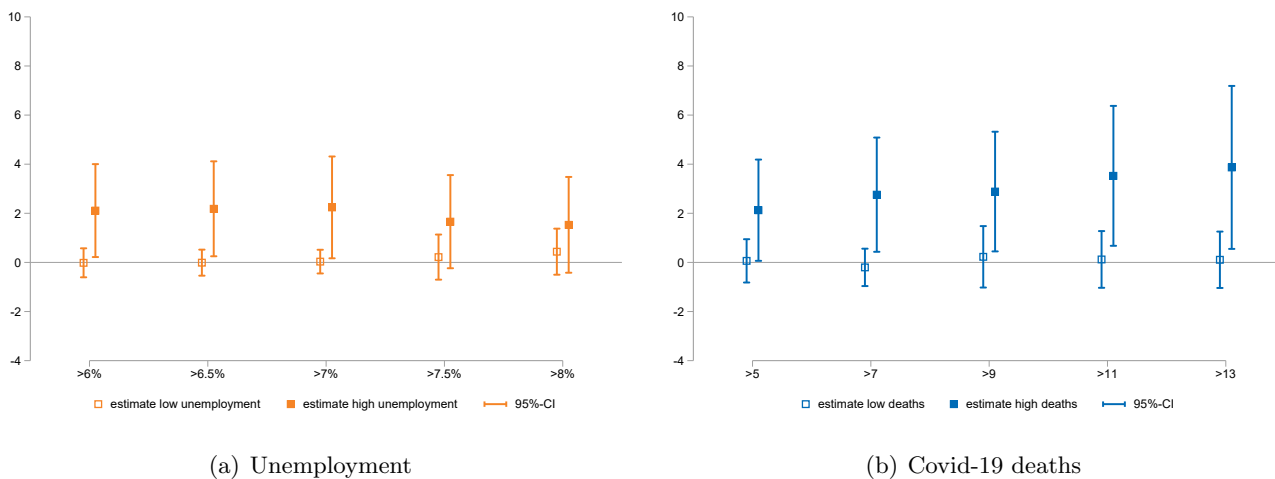 10
8
6
4
2
0
-2
-4
>6% >6.5% >7% >7.5% >8%
estimate low unemployment estimate high unemployment 95%-CI
(a) Unemployment
10
8
6
4
2
0
-2
-4
>5 >7 >9 >11 >13
estimate low deaths estimate high deaths 95%-CI
(b) Covid-19 deaths